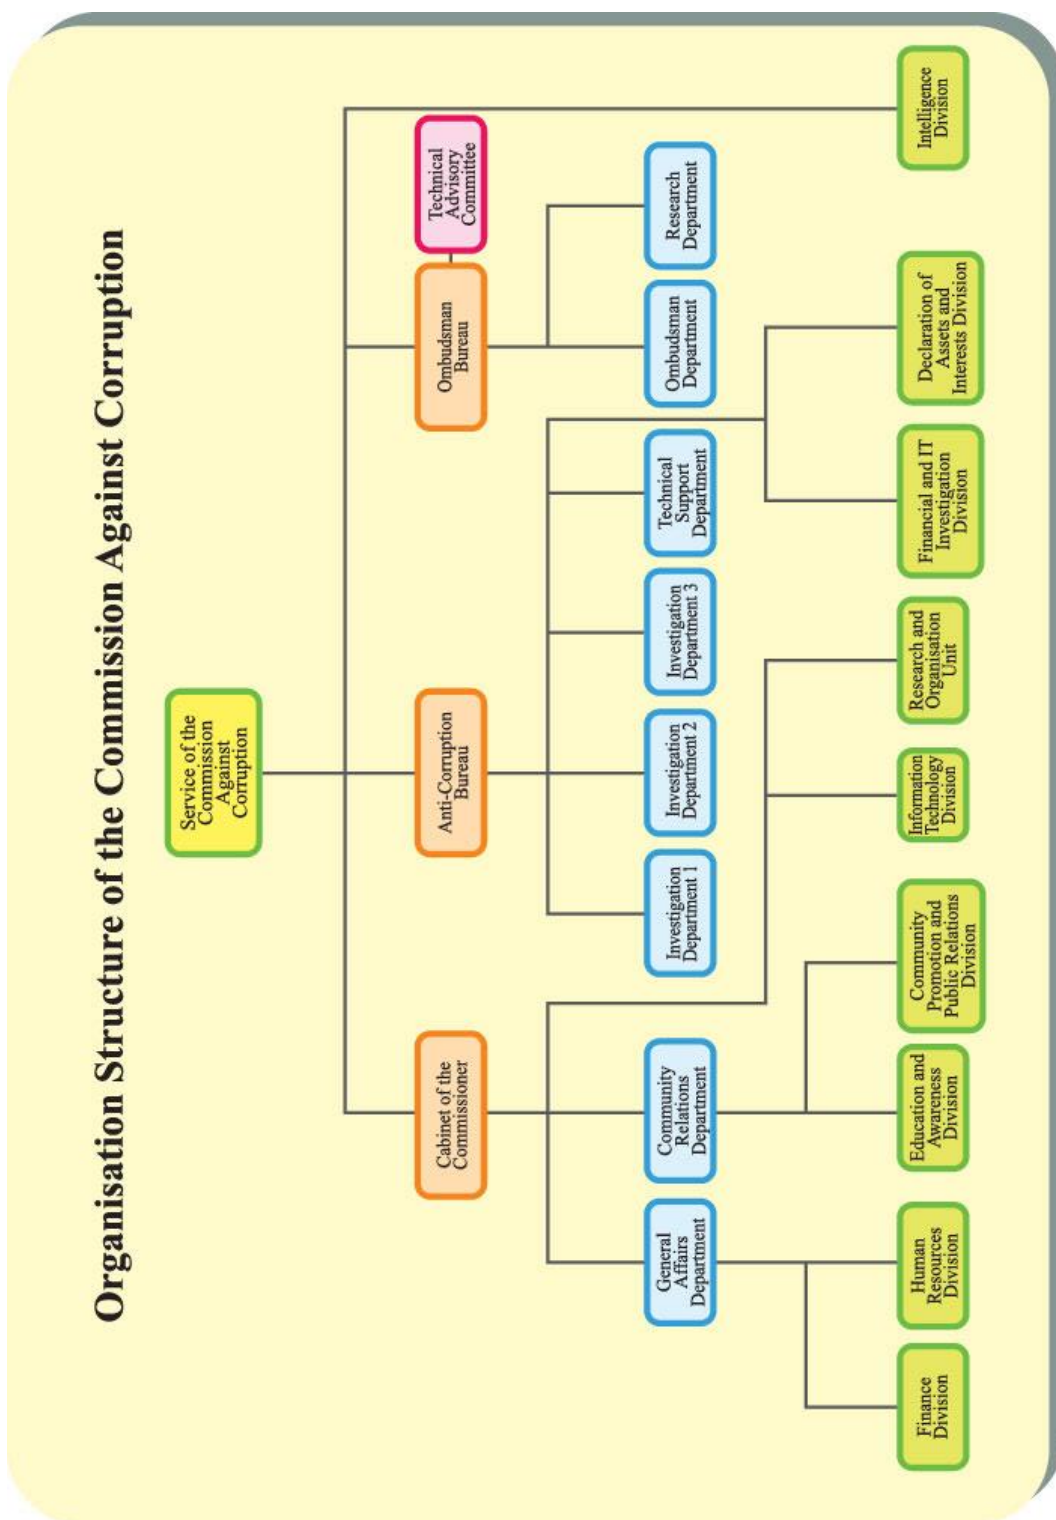 Organisation Structure of the Commission Against Corruption
Service of the
Commission
Against
Corruption
Cabinet of the
Commissioner
Anti-Corruption
Bureau
Ombudsman
Bureau
Technical
Advisory
Committee
General
Affairs
Department
Community
Relations
Department
Investigation
Department 1
Investigation
Department 2
Investigation
Department 3
Technical
Support
Department
Ombudsman
Department
Research
Department
Finance
Division
Human
Resources
Division
Education and
Awareness
Division
Community
Promotion and
Public Relations
Division
Information
Technology
Division
Research and
Organisation
Unit
Financial and IT
Investigation
Division
Declaration of
Assets and
Interests Division
Intelligence
Division